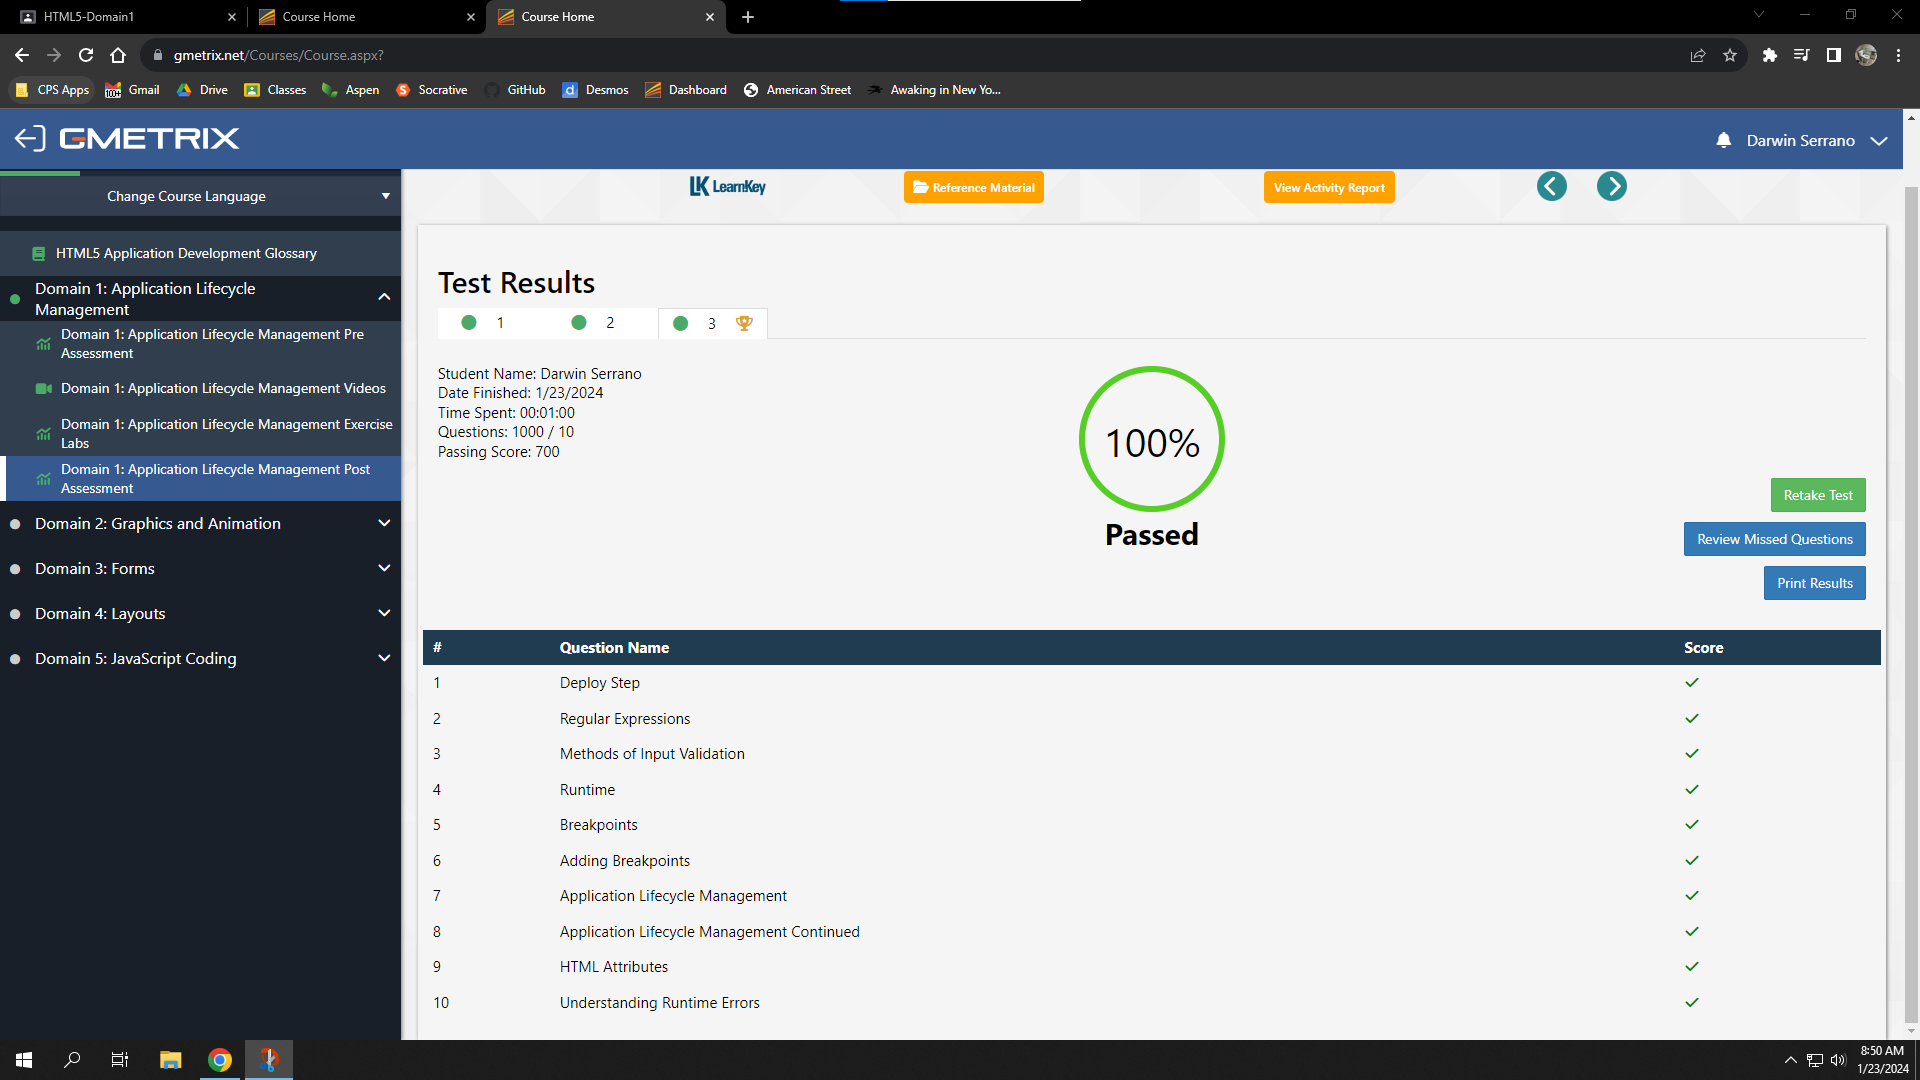 HTML5-Domain1
Course Home
Course Home
gmetrix.net/Courses/Course.aspx?
CPS Apps
100+
Gmail
Drive
Classes
Aspen
Socrative
GitHub
Desmos
Dashboard
American Street
Awaking in New Yo...
GMETRIX
Darwin Serrano
Change Course Language
HTML5 Application Development Glossary
Domain 1: Application Lifecycle
Management
Domain 1: Application Lifecycle Management Pre
Assessment
Domain 1: Application Lifecycle Management Videos
Domain 1: Application Lifecycle Management Exercise
Labs
Domain 1: Application Lifecycle Management Post
Assessment
Domain 2: Graphics and Animation
Domain 3: Forms
Domain 4: Layouts
Domain 5: JavaScript Coding
LK LearnKey
Reference Material
View Activity Report
Test Results
1
2
3
Student Name: Darwin Serrano
Date Finished: 1/23/2024
Time Spent: 00:01:00
Questions: 1000 / 10
Passing Score: 700
100%
Passed
Retake Test
Review Missed Questions
Print Results
# Question Name Score
1 Deploy Step
2 Regular Expressions
3 Methods of Input Validation
4 Runtime
5 Breakpoints
6 Adding Breakpoints
7 Application Lifecycle Management
8 Application Lifecycle Management Continued
9 HTML Attributes
10 Understanding Runtime Errors
8:50 AM
1/23/2024